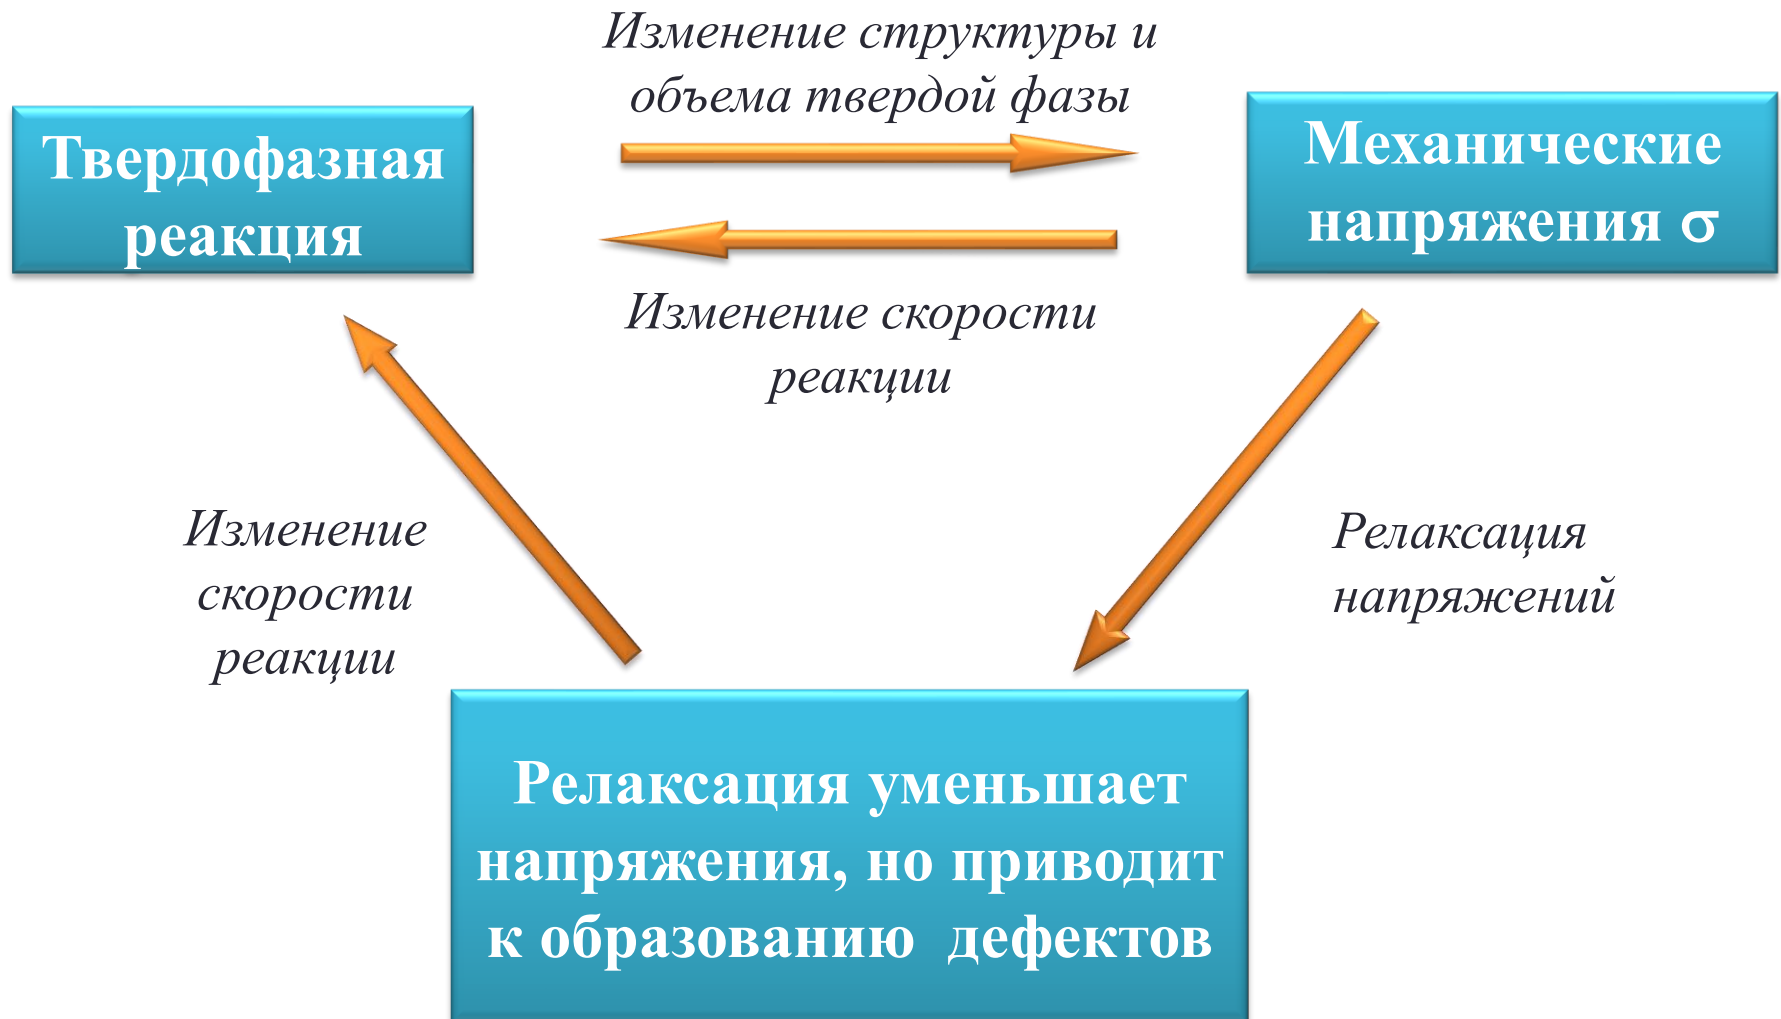 Изменение структуры и
объема твердой фазы
Твердофазная
реакция
Механические
напряжения σ
Изменение скорости
реакции
Изменение
скорости
реакции
Релаксация
напряжений
Релаксация уменьшает
напряжения, но приводит
к образованию дефектов